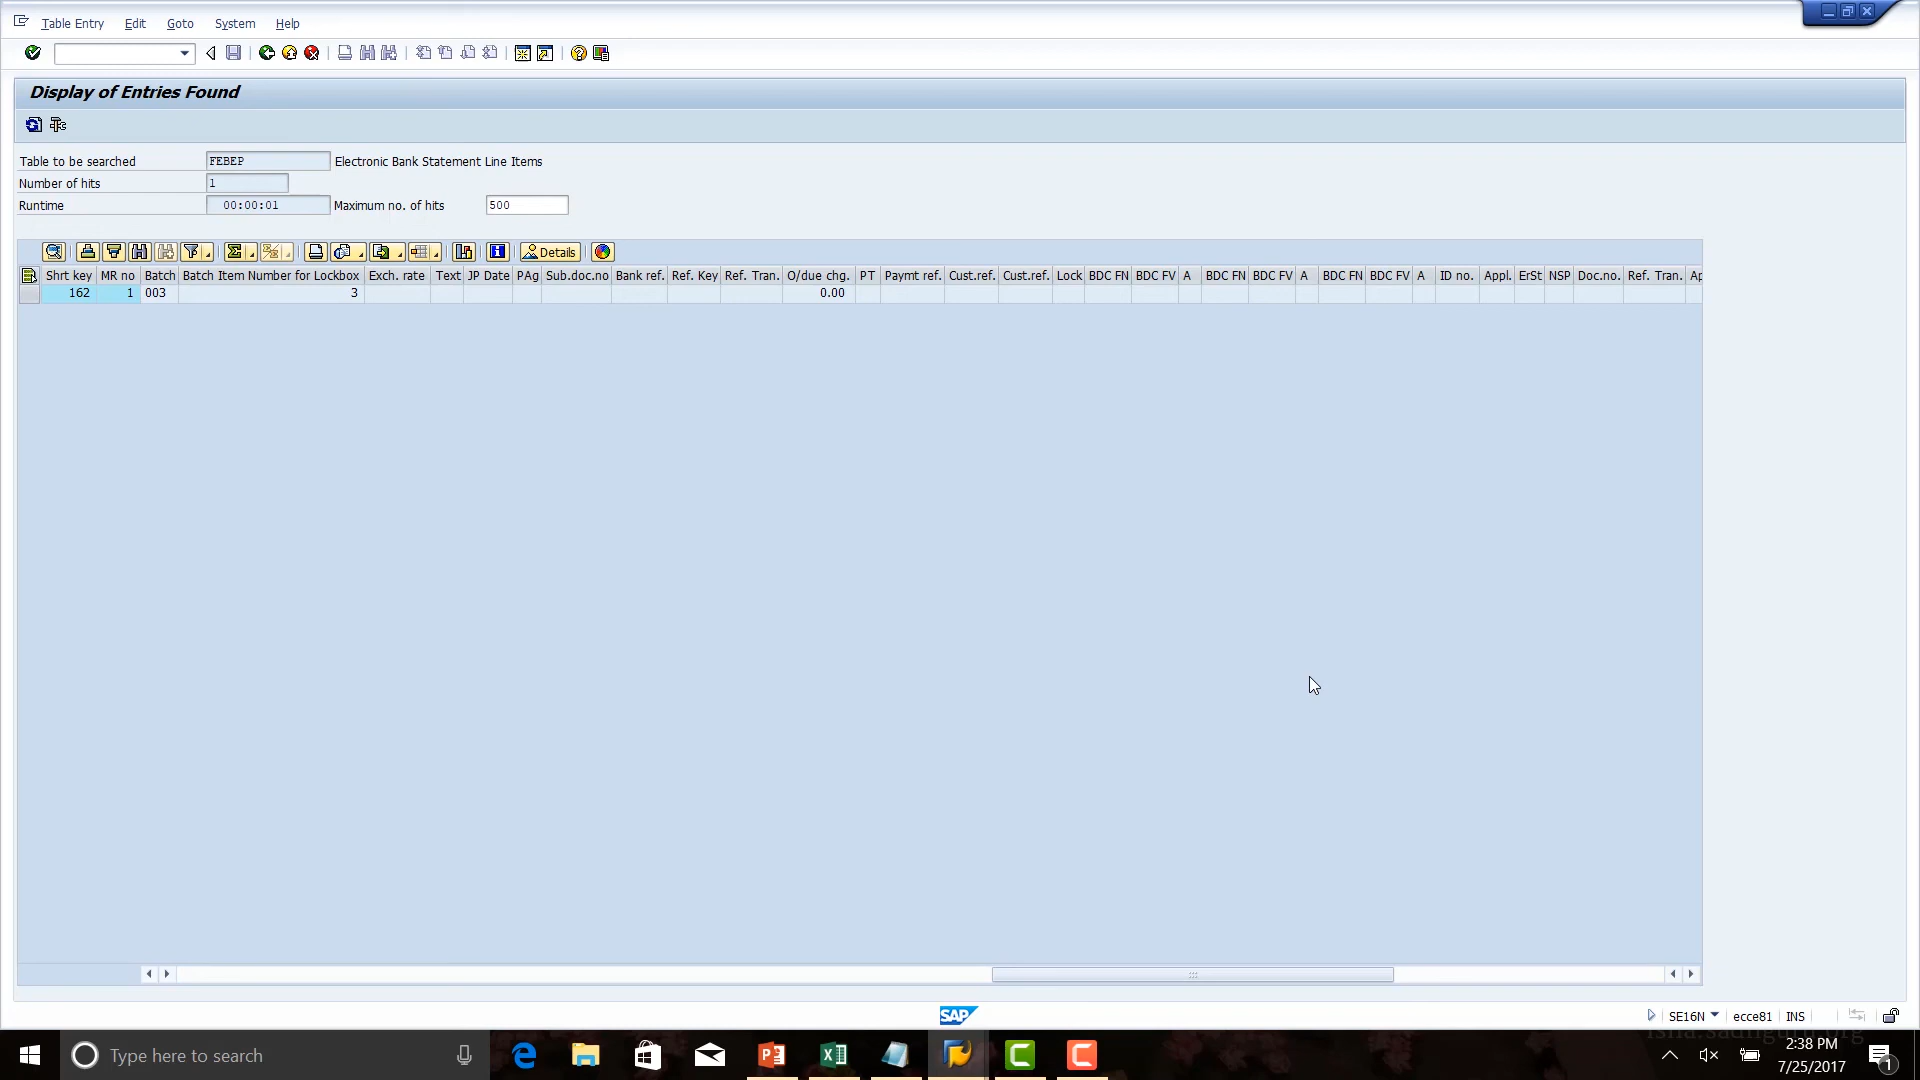 Table Entry Edit Goto System Help
Display of Entries Found
Table to be searched FEBEP Electronic Bank Statement Line Items
Number of hits 1
Runtime 00:00:01 Maximum no. of hits 500
Details
Shrt key MR no Batch Batch Item Number for Lockbox Exch. rate Text JP Date PAg Sub.doc.no Bank ref. Ref. Key Ref. Tran. O/due chg. PT Paymt ref. Cust.ref. Cust.ref. Lock BDC FN BDC FV A BDC FN BDC FV A BDC FN BDC FV A ID no. Appl. ErSt NSP Doc.no. Ref. Tran. Ap
162 1 003 3 0.00
SAP
SE16N ecce81 INS
isha.sadhguru.org
Type here to search
2:38 PM
7/25/2017
1